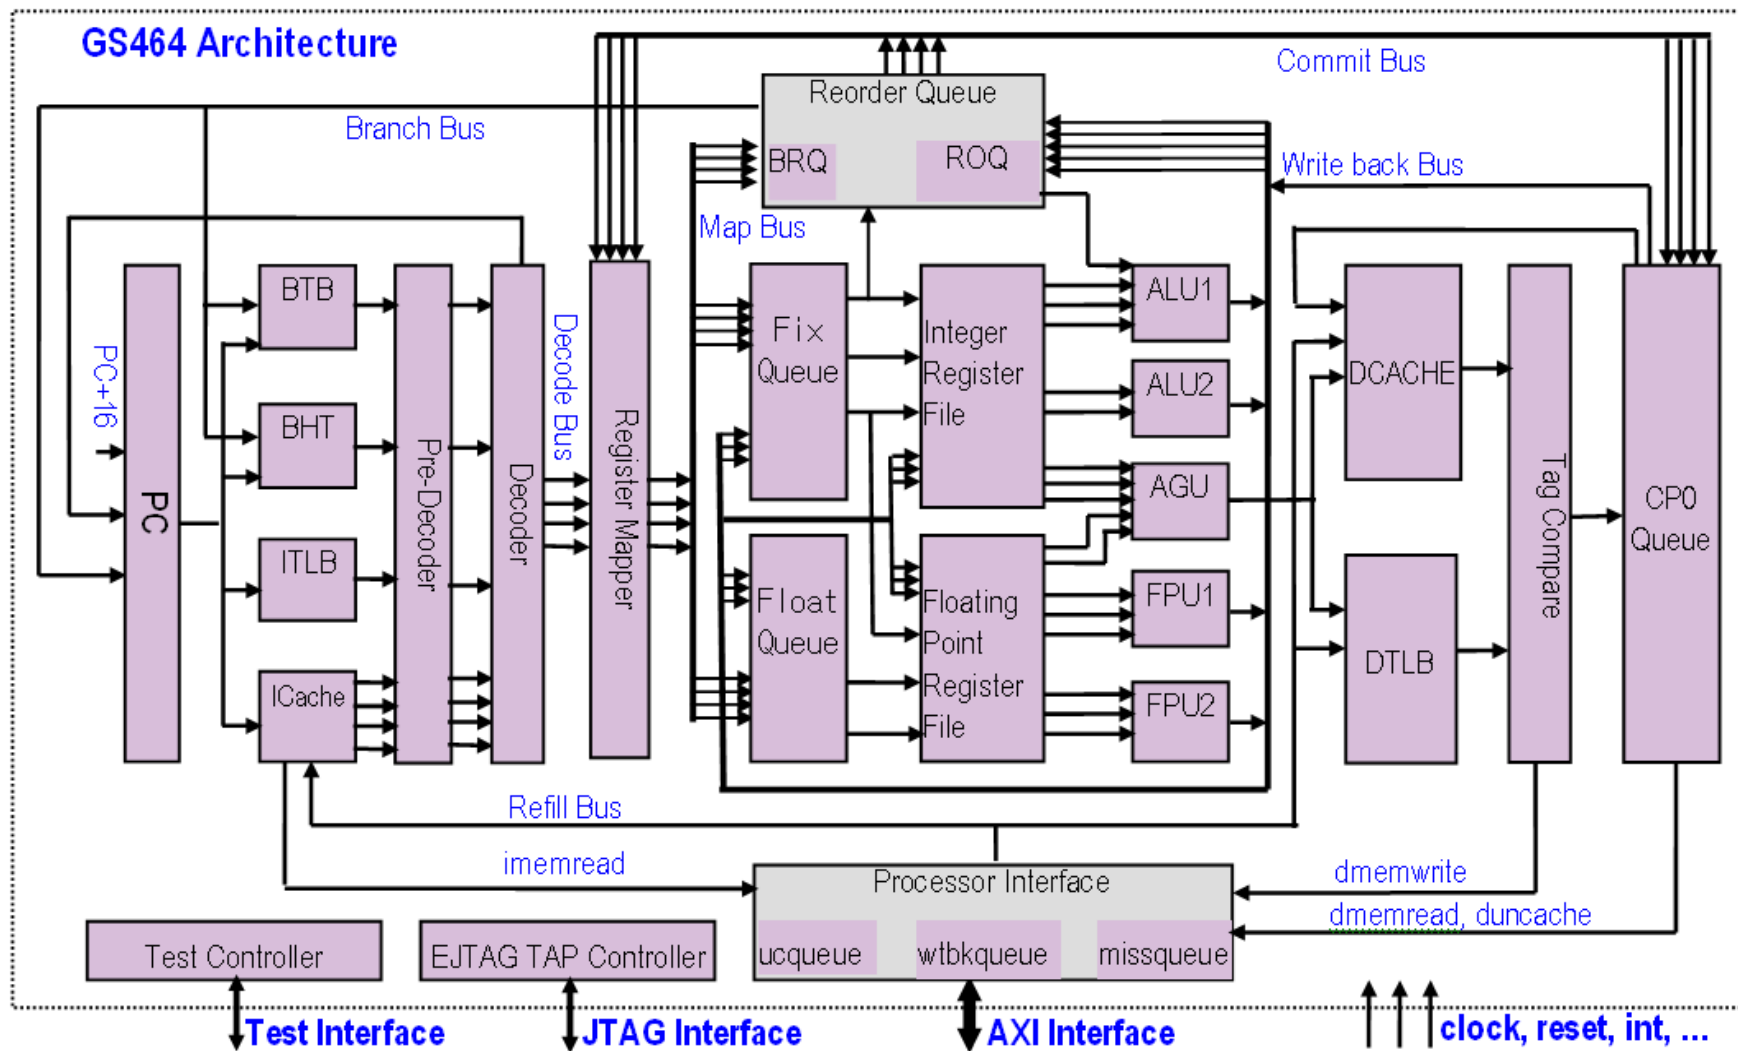 GS464 Architecture
Commit Bus
Reorder Queue
Branch Bus
BRQ
ROQ
Write back Bus
Map Bus
BTB
ALU1
Fix
Queue
Integer
Register
File
Decode Bus
PC+16
DCACHE
ALU2
BHT
Pre-Decoder
Decoder
Register Mapper
Tag Compare
PC
AGU
CP0
Queue
ITLB
Float
Queue
Floating
Point
Register
File
FPU1
DTLB
ICache
FPU2
Refill Bus
imemread
Processor Interface
dmemwrite
dmemread, duncache
Test Controller
EJTAG TAP Controller
ucqueue
wtbkqueue
missqueue
Test Interface
JTAG Interface
AXI Interface
clock, reset, int, ...